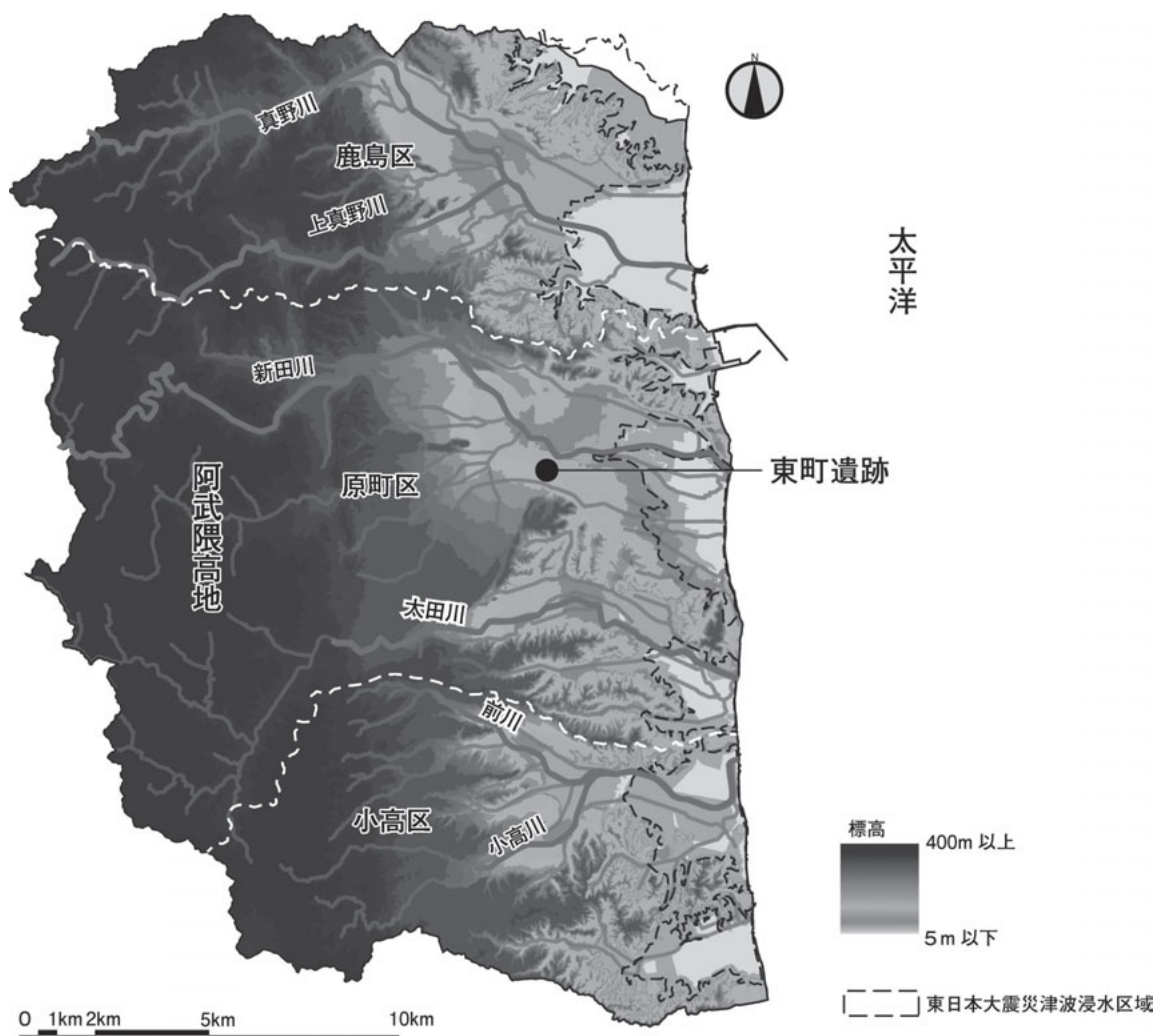 N
真野川
鹿島区
上真野川
太平洋
新田川
東町遺跡
原町区
阿武隈高地
太田川
前川
小高区
小高川
標高
400m 以上
5m 以下
0 1km 2km 5km 10km
東日本大震災津波浸水区域